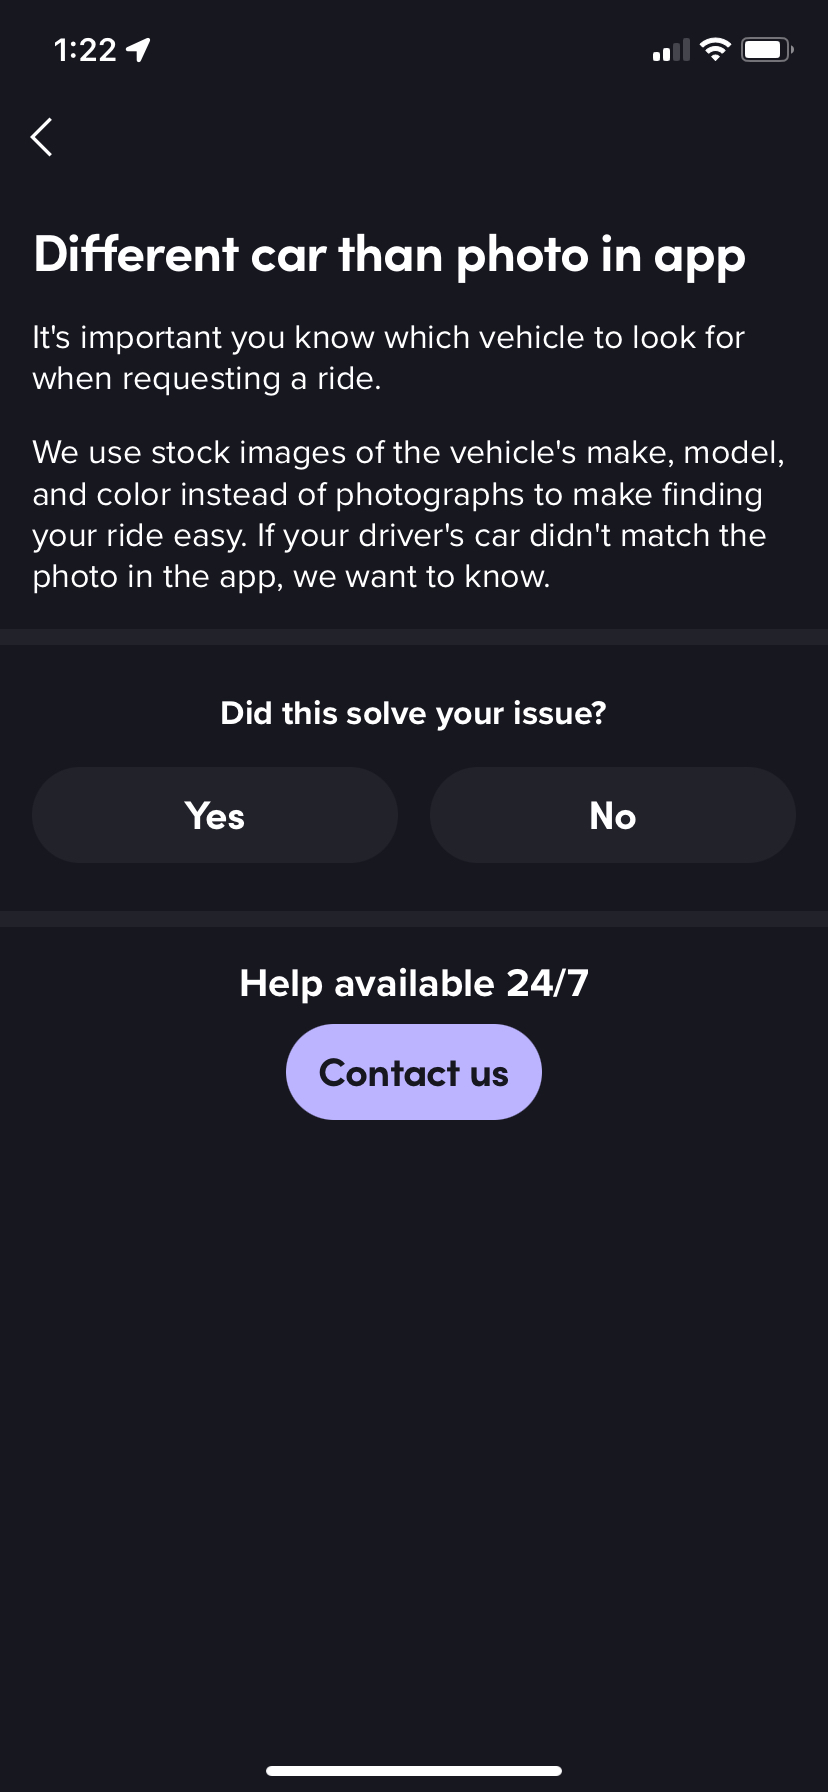 1:22
Different car than photo in app
It's important you know which vehicle to look for
when requesting a ride.
We use stock images of the vehicle's make, model,
and color instead of photographs to make finding
your ride easy. If your driver's car didn't match the
photo in the app, we want to know.
Did this solve your issue?
Yes No
Help available 24/7
Contact us